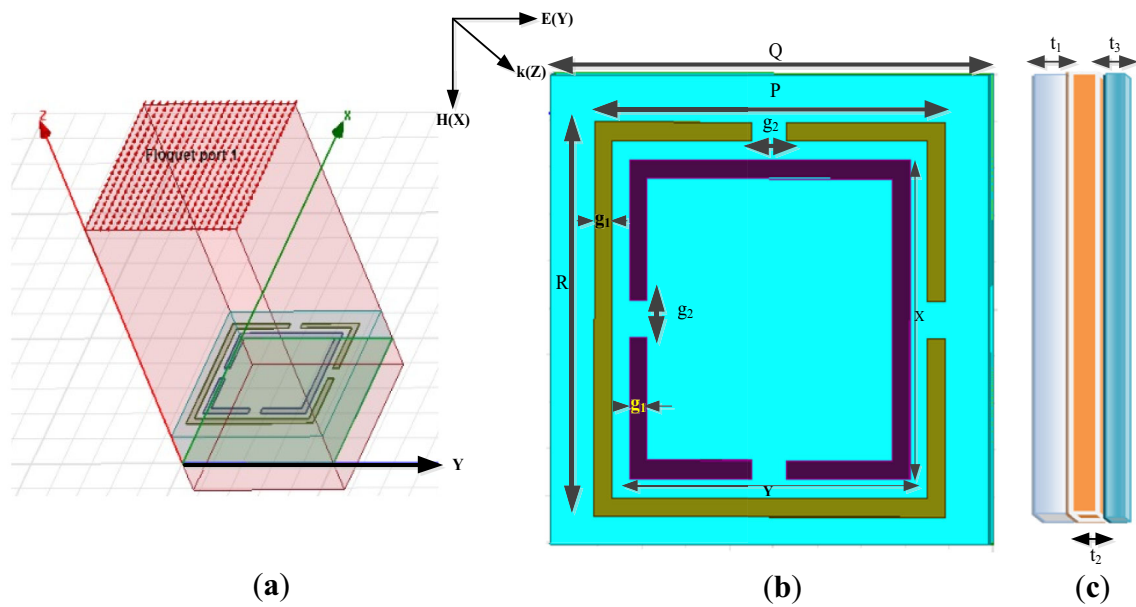 E(Y)
k(Z)
H(X)
Z
X
Floquet port 1
Y
(a)
Q
P
g₂
g₁
R
g₂
X
g₁
Y
(b)
t₁
t₃
t₂
(c)